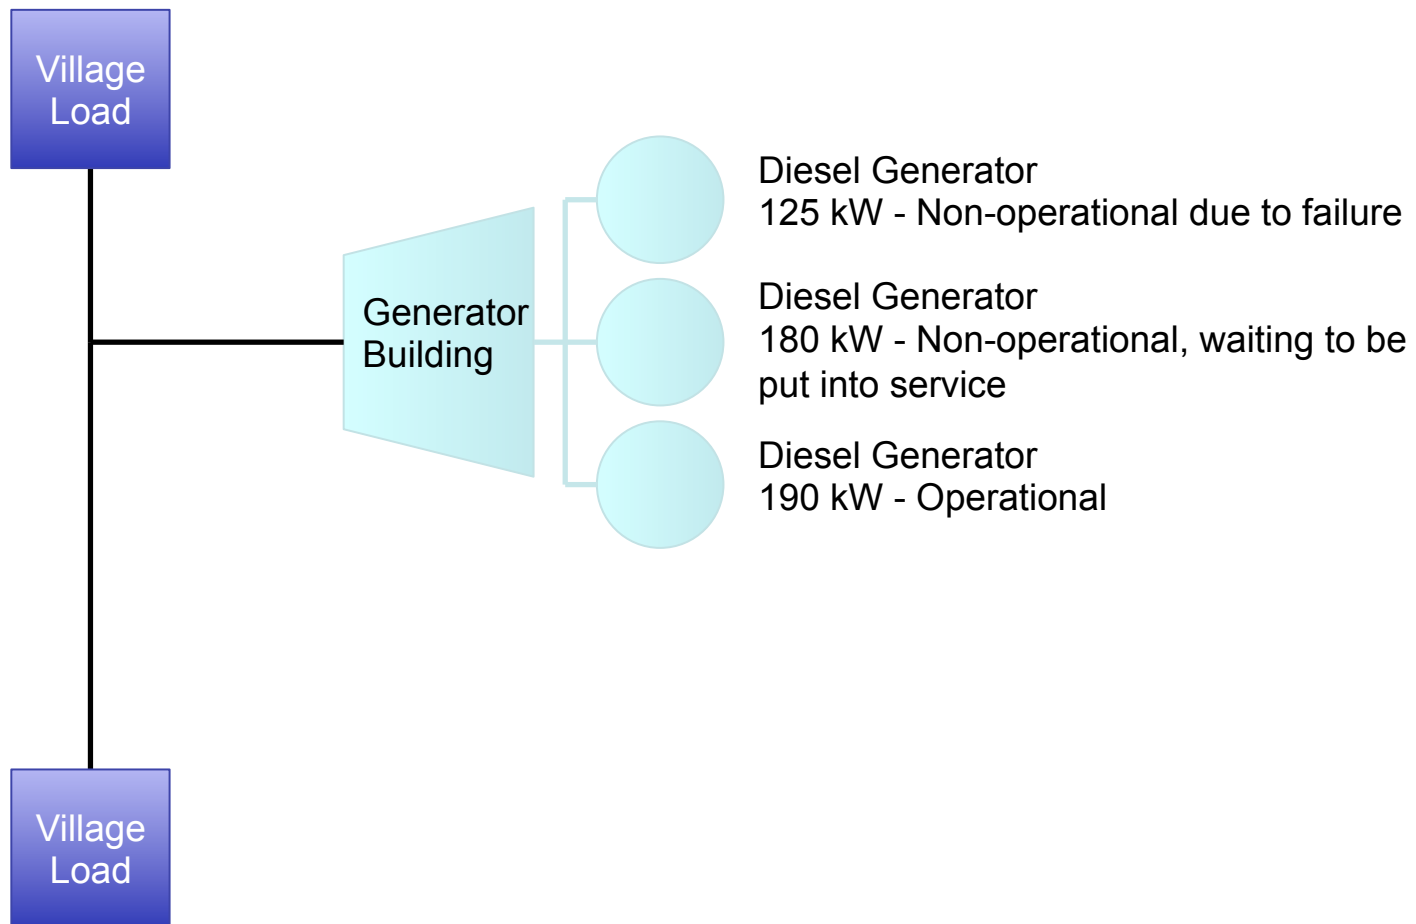 Village
Load
Diesel Generator
125 kW - Non-operational due to failure
Generator
Building
Diesel Generator
180 kW - Non-operational, waiting to be
put into service
Diesel Generator
190 kW - Operational
Village
Load